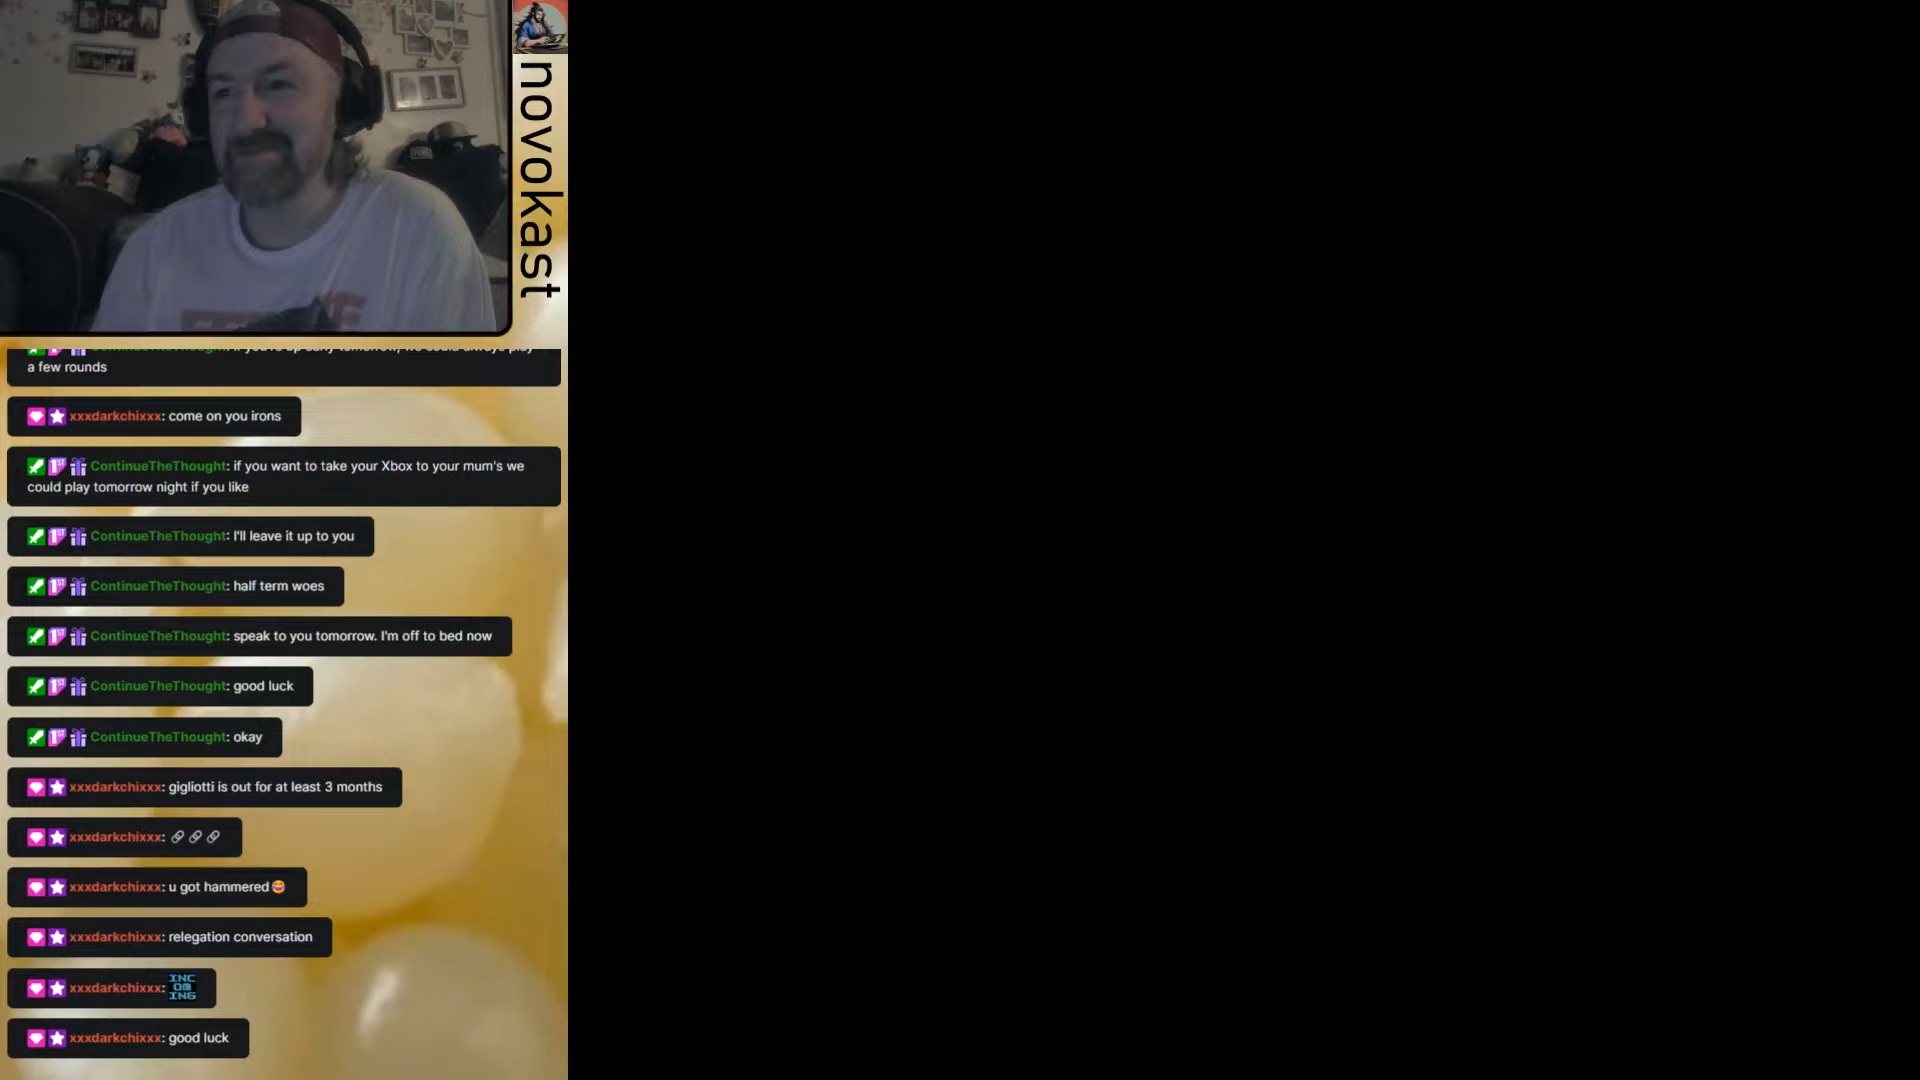 novokast
a few rounds
xxxdarkchixxx: come on you irons
ContinueTheThought: if you want to take your Xbox to your mum's we
could play tomorrow night if you like
ContinueTheThought: I'll leave it up to you
ContinueTheThought: half term woes
ContinueTheThought: speak to you tomorrow. I'm off to bed now
ContinueTheThought: good luck
ContinueTheThought: okay
xxxdarkchixxx: gigliotti is out for at least 3 months
xxxdarkchixxx: 🔗 🔗 🔗
xxxdarkchixxx: u got hammered😂
xxxdarkchixxx: relegation conversation
xxxdarkchixxx: INC
OM
ING
xxxdarkchixxx: good luck